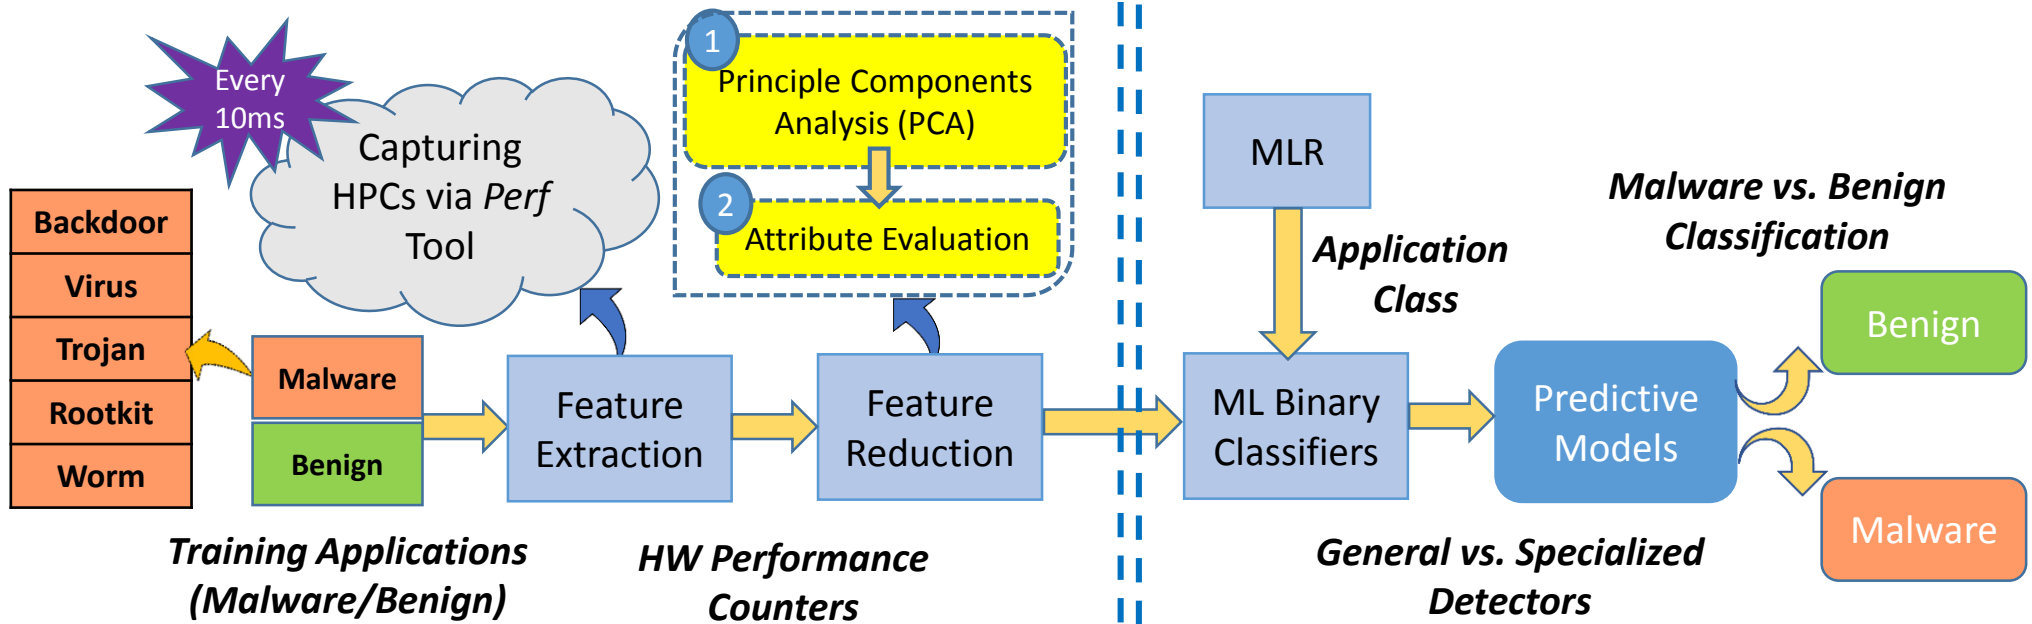 Every
10ms
Capturing
HPCs via Perf
Tool
1
Principle Components
Analysis (PCA)
2
Attribute Evaluation
Backdoor
Virus
Trojan
Rootkit
Worm
Malware
Benign
Feature
Extraction
Feature
Reduction
Training Applications
(Malware/Benign)
HW Performance
Counters
MLR
Application
Class
ML Binary
Classifiers
Predictive
Models
Malware vs. Benign
Classification
Benign
Malware
General vs. Specialized
Detectors